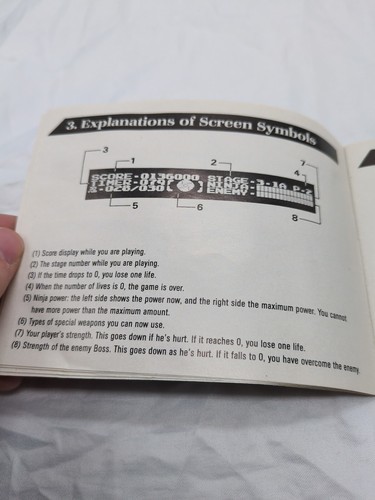 3. Explanations of Screen Symbols
3
1
2
7
4
SCORE-0136000 STAGE-3-1A P-2
TIMER-0797 NINJA-
-028/030 ENEMY-
5
6
8
(1) Score display while you are playing.
(2) The stage number while you are playing.
(3) If the time drops to 0, you lose one life.
(4) When the number of lives is 0, the game is over.
(5) Ninja power: the left side shows the power now, and the right side the maximum power. You cannot
have more power than the maximum amount.
(6) Types of special weapons you can now use.
(7) Your player's strength. This goes down if he's hurt. If it reaches 0, you lose one life.
(8) Strength of the enemy Boss. This goes down as he's hurt. If it falls to 0, you have overcome the enemy.